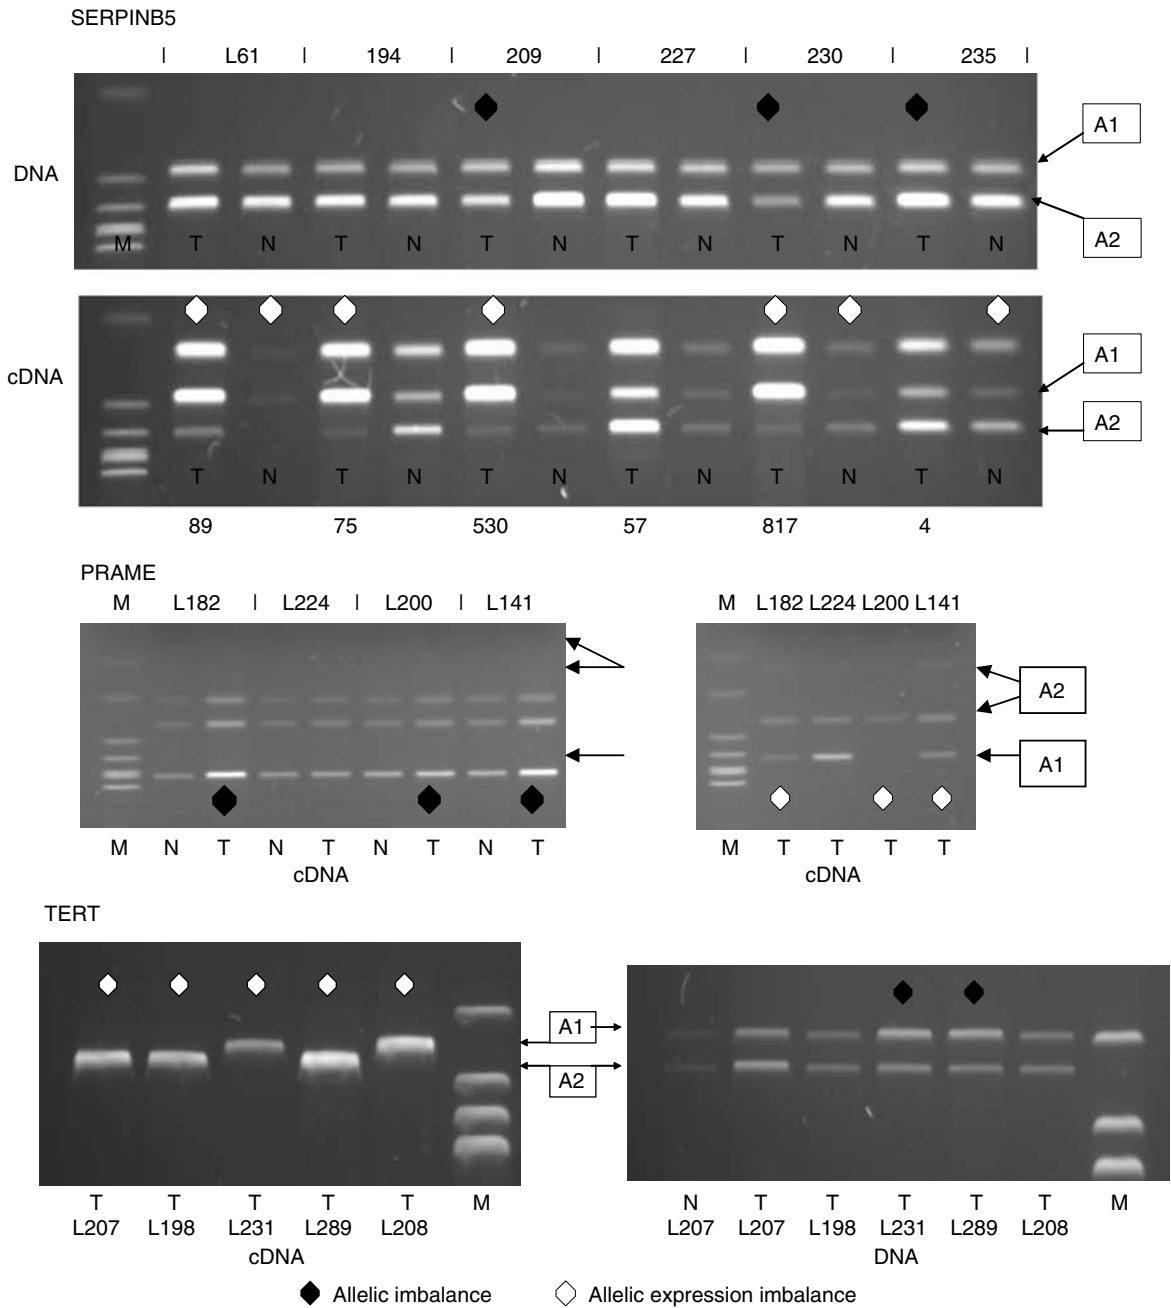 SERPINB5
| L61 | 194 | 209 | 227 | 230 | 235 |
A1
DNA
A2
M T N T N T N T N T N T N
A1
cDNA
A2
T N T N T N T N T N T N
89 75 530 57 817 4
PRAME
M L182 | L224 | L200 | L141
M L182 L224 L200 L141
A2
A1
M N T N T N T N T
cDNA
M T T T T
cDNA
TERT
A1
A2
T T T T T M
L207 L198 L231 L289 L208
cDNA
N T T T T T M
L207 L207 L198 L231 L289 L208
DNA
Allelic imbalance
Allelic expression imbalance